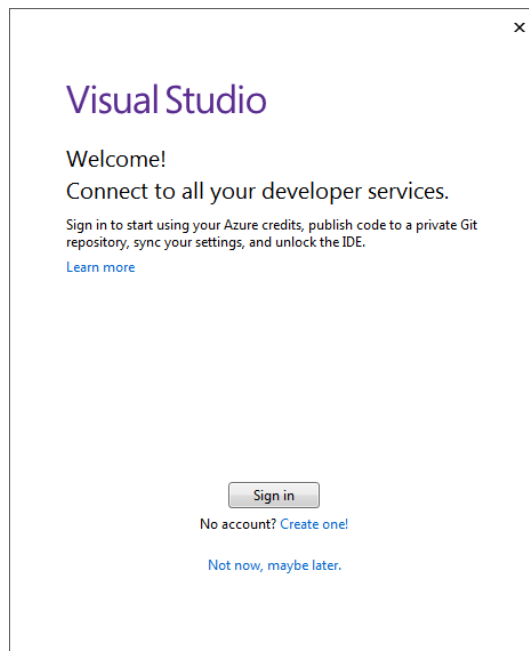 Visual Studio
Welcome!
Connect to all your developer services.
Sign in to start using your Azure credits, publish code to a private Git
repository, sync your settings, and unlock the IDE.
Learn more
Sign in
No account? Create one!
Not now, maybe later.